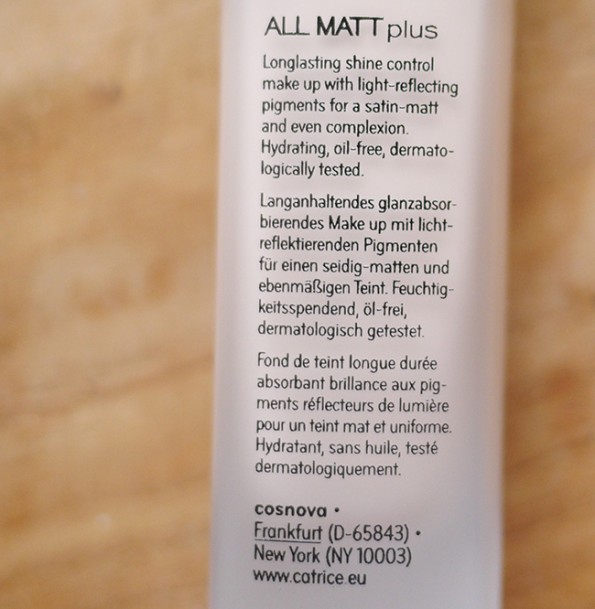 ALL MATT plus
Longlasting shine control
make up with light-reflecting
pigments for a satin-matt
and even complexion.
Hydrating, oil-free, dermato-
logically tested.
Langanhaltendes glanzabsor-
bierendes Make up mit licht-
reflektierenden Pigmenten
für einen seidig-matten und
ebenmäßigen Teint. Feuchtig-
keitsspendend, öl-frei,
dermatologisch getestet.
Fond de teint longue durée
absorbant brillance aux pig-
ments réflecteurs de lumière
pour un teint mat et uniforme.
Hydratant, sans huile, testé
dermatologiquement.
cosnova •
Frankfurt (D-65843) •
New York (NY 10003)
www.catrice.eu